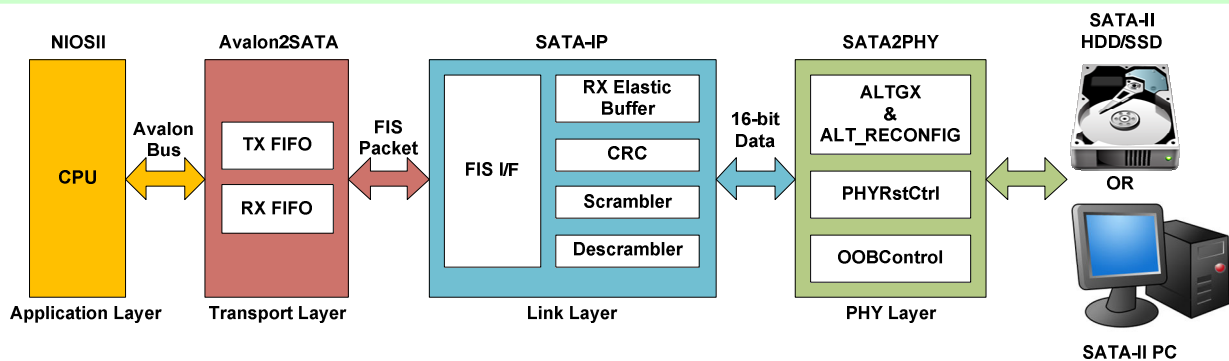 NIOSII
CPU
Application Layer
Avalon
Bus
Avalon2SATA
TX FIFO
RX FIFO
Transport Layer
FIS
Packet
SATA-IP
FIS I/F
RX Elastic
Buffer
CRC
Scrambler
Descrambler
Link Layer
16-bit
Data
SATA2PHY
ALTGX
&
ALT_RECONFIG
PHYRstCtrl
OOBControl
PHY Layer
SATA-II
HDD/SSD
OR
SATA-II PC